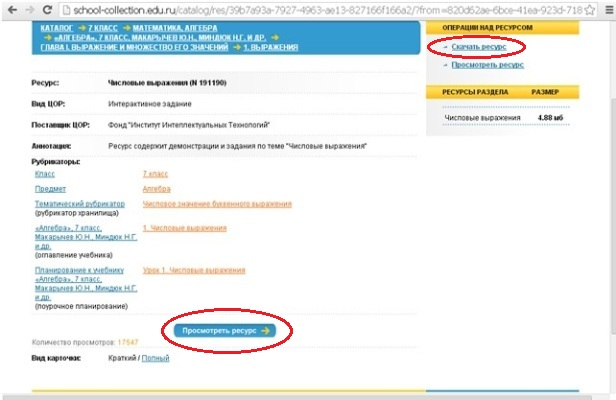 school-collection.edu.ru/catalog/res/39b7a93a-7927-4963-ae13-827166f166a2/?from=820d62ae-6bce-41ea-923d-718
КАТАЛОГ → 7 КЛАСС → МАТЕМАТИКА, АЛГЕБРА
→ «АЛГЕБРА», 7 КЛАСС, МАКАРЫЧЕВ Ю.Н., МИНДЮК Н.Г. И ДР. →
ГЛАВА I. ВЫРАЖЕНИЕ И МНОЖЕСТВО ЕГО ЗНАЧЕНИЙ → 1. ВЫРАЖЕНИЯ
ОПЕРАЦИИ НАД РЕСУРСОМ
→ Скачать ресурс
→ Просмотреть ресурс
РЕСУРСЫ РАЗДЕЛА РАЗМЕР
Числовые выражения 4.88 мб
Ресурс: Числовые выражения (N 191190)
Вид ЦОР: Интерактивное задание
Поставщик ЦОР: Фонд "Институт Интеллектуальных Технологий"
Аннотация: Ресурс содержит демонстрации и задания по теме "Числовые выражения"
Рубрикаторы:
Класс 7 класс
Предмет Алгебра
Тематический рубрикатор Числовое значение буквенного выражения
(рубрикатор хранилища)
«Алгебра», 7 класс, 1. Числовые выражения
Макарычев Ю.Н., Миндюк Н.Г.
и др.
(оглавление учебника)
Планирование к учебнику Урок 1. Числовые выражения
«Алгебра», 7 класс,
Макарычев Ю.Н., Миндюк Н.Г.
и др.
(поурочное планирование)
Просмотреть ресурс →
Количество просмотров: 17547
Вид карточки: Краткий / Полный